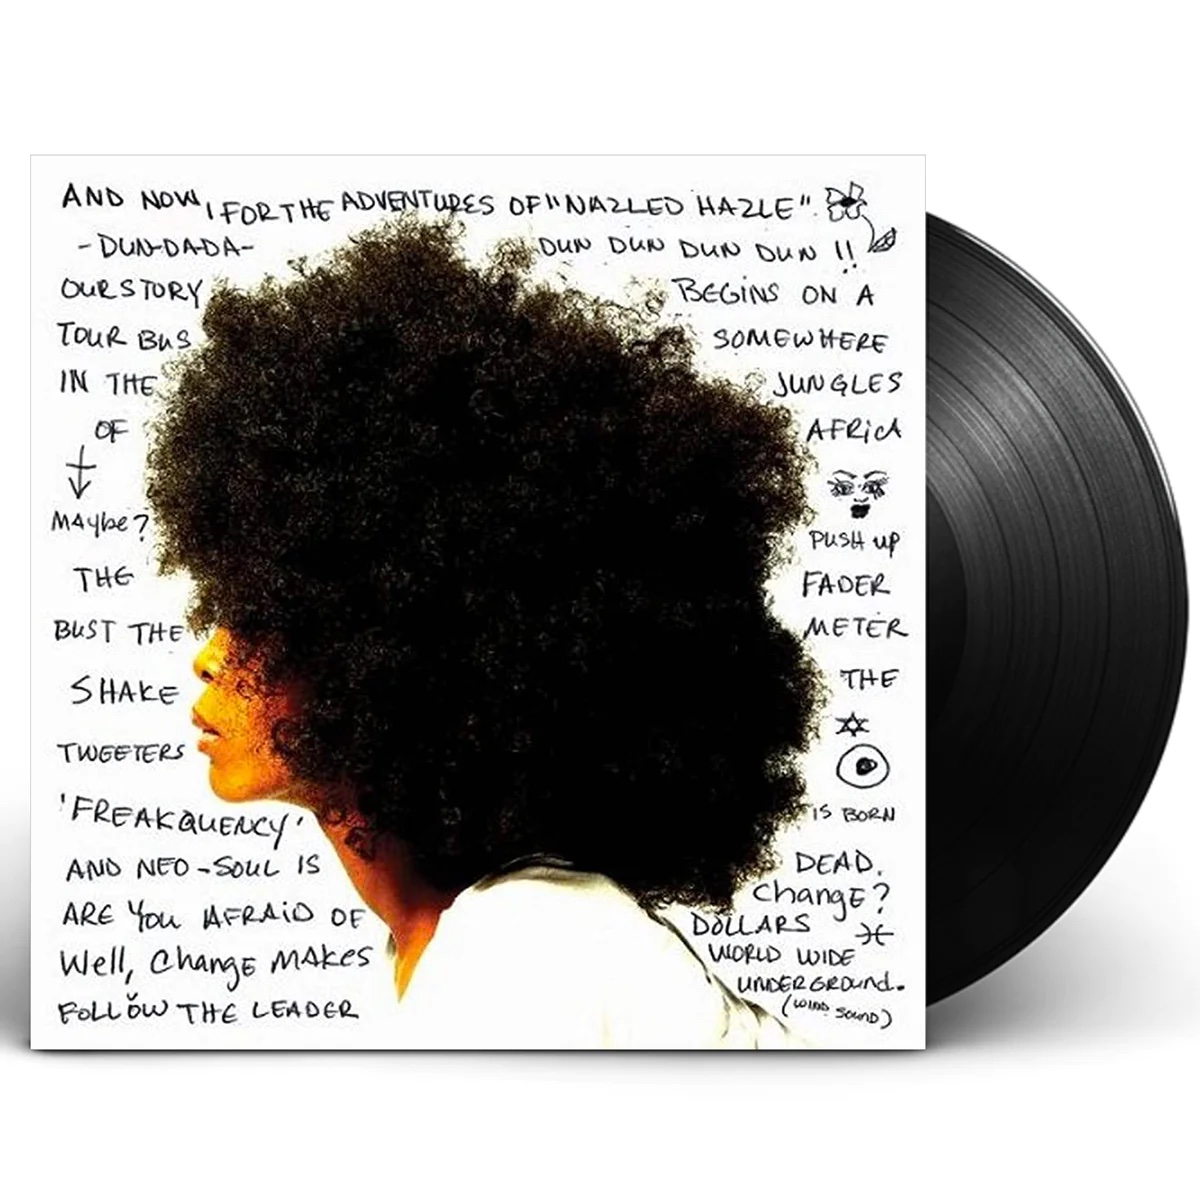 AND NOW, FOR THE ADVENTURES OF "NAZLED HAZLE".
-DUN-DA-DA- DUN DUN DUN DUN !!
OUR STORY BEGINS ON A
TOUR BUS SOMEWHERE
IN THE JUNGLES
OF AFRICA
MAYbe?
THE PUSH UP
FADER
BUST THE METER
SHAKE THE
TWEETERS
'FREAKQUENCY' IS BORN
AND NEO-SOUL IS DEAD.
ARE YOU AFRAID OF CHANGE?
Well, CHANGE MAKES DOLLARS
FOLLOW THE LEADER WORLD WIDE
UNDERGROUND.
(WIND SOUND)